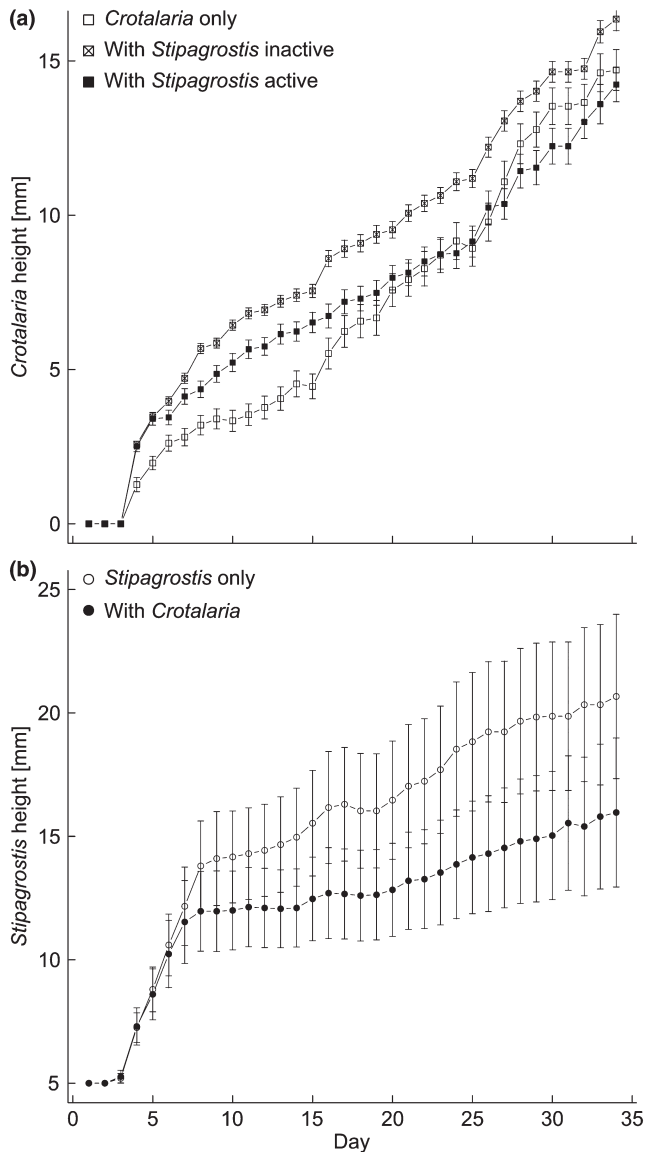 (a)
Crotalaria only
With Stipagrostis inactive
With Stipagrostis active
15
10
5
0
Crotalaria height [mm]
(b)
Stipagrostis only
With Crotalaria
25
20
15
10
5
Stipagrostis height [mm]
0 5 10 15 20 25 30 35
Day